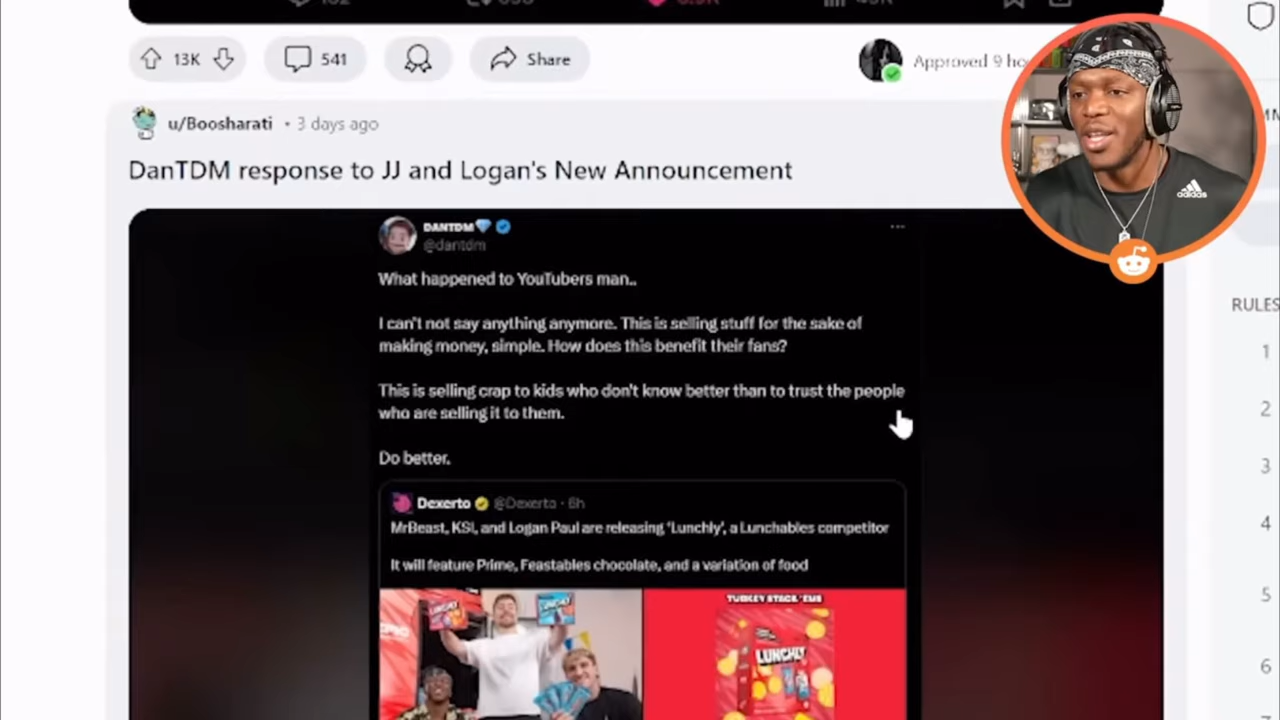 13K
541
Share
Approved 9 ho
u/Boosharati • 3 days ago
DanTDM response to JJ and Logan's New Announcement
DANTDM
@dantdm
What happened to YouTubers man..
I can't not say anything anymore. This is selling stuff for the sake of
making money, simple. How does this benefit their fans?
This is selling crap to kids who don't know better than to trust the people
who are selling it to them.
Do better.
Dexerto @Dexerto · 6h
MrBeast, KSI, and Logan Paul are releasing 'Lunchly', a Lunchables competitor
It will feature Prime, Feastables chocolate, and a variation of food
LUNCHLY
LUNCHLY
TURKEY STACK 'EMS
LUNCHLY
adidas
RULES
1
2
3
4
5
6